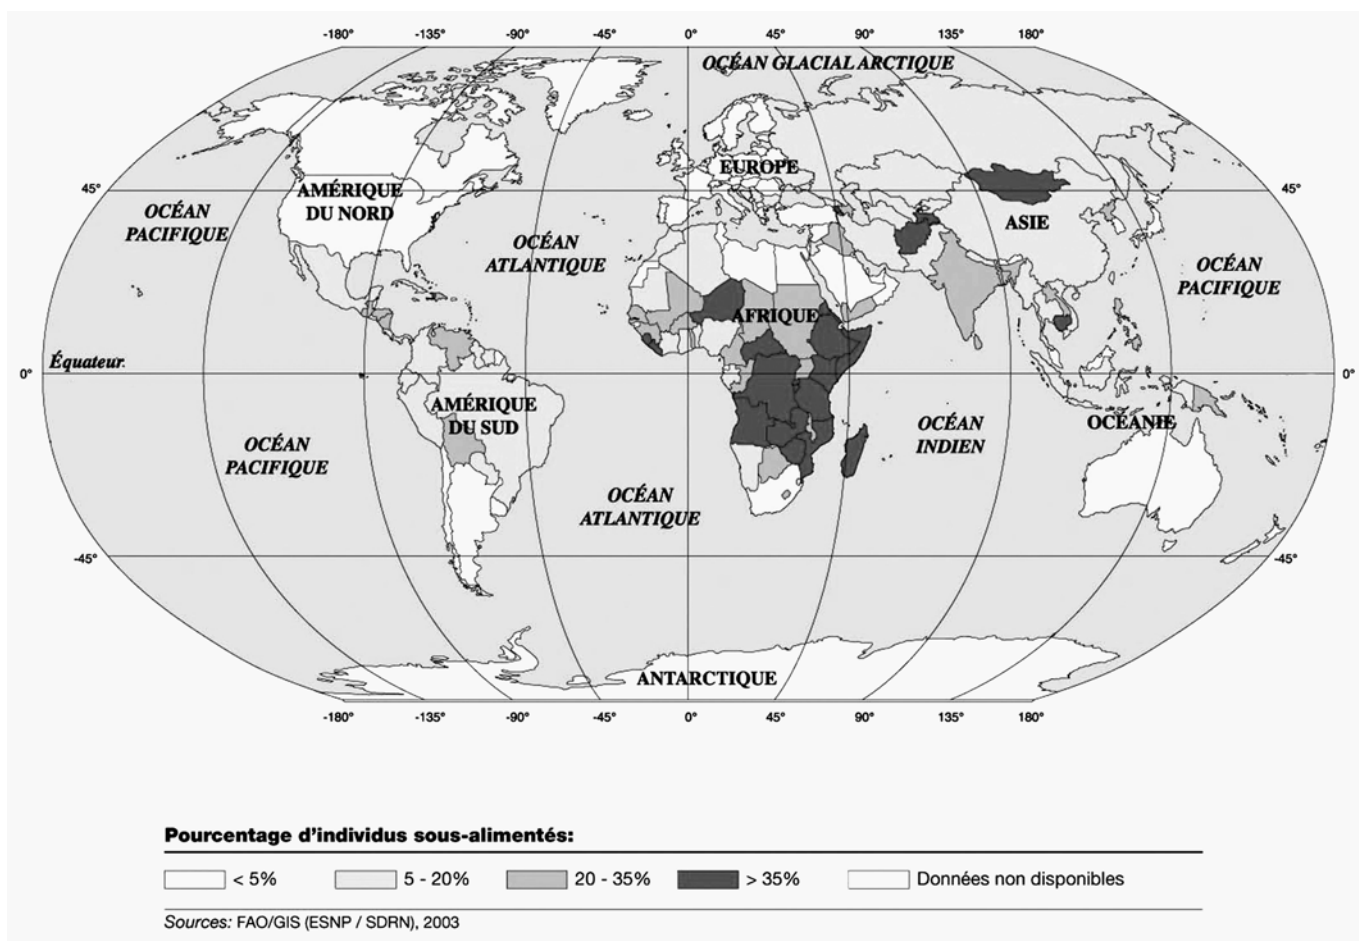 -180° -135° -90° -45° 0° 45° 90° 135° 180°
OCÉAN GLACIAL ARCTIQUE
EUROPE
45° 45°
AMÉRIQUE
DU NORD
OCÉAN
PACIFIQUE
ASIE
OCÉAN
ATLANTIQUE
OCÉAN
PACIFIQUE
AFRIQUE
Équateur.
0° 0°
AMÉRIQUE
DU SUD
OCÉAN
INDIEN
OCÉANIE
OCÉAN
PACIFIQUE
OCÉAN
ATLANTIQUE
-45° -45°
ANTARCTIQUE
-180° -135° -90° -45° 0° 45° 90° 135° 180°
Pourcentage d'individus sous-alimentés:
< 5% 5 - 20% 20 - 35% > 35% Données non disponibles
Sources: FAO/GIS (ESNP / SDRN), 2003